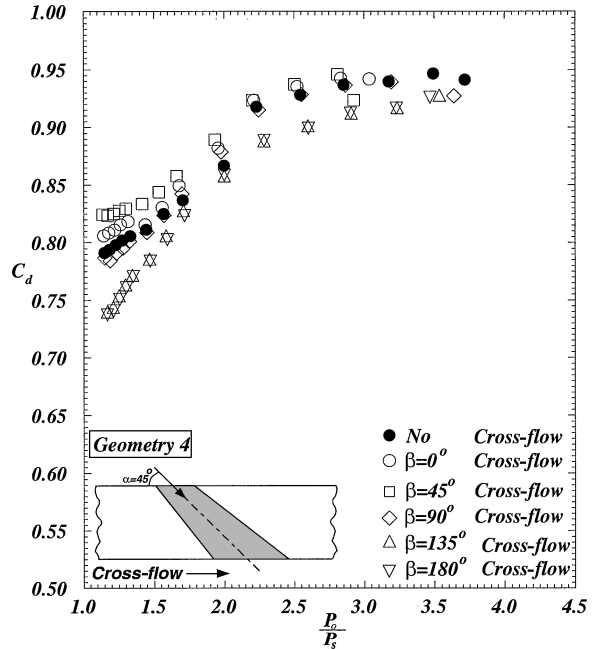 1.00
0.95
0.90
0.85
0.80
C_d
0.75
0.70
0.65
0.60
0.55
0.50
Geometry 4
α=45°
Cross-flow
No Cross-flow
β=0° Cross-flow
β=45° Cross-flow
β=90° Cross-flow
β=135° Cross-flow
β=180° Cross-flow
1.0 1.5 2.0 2.5 3.0 3.5 4.0 4.5
P_o
P_s